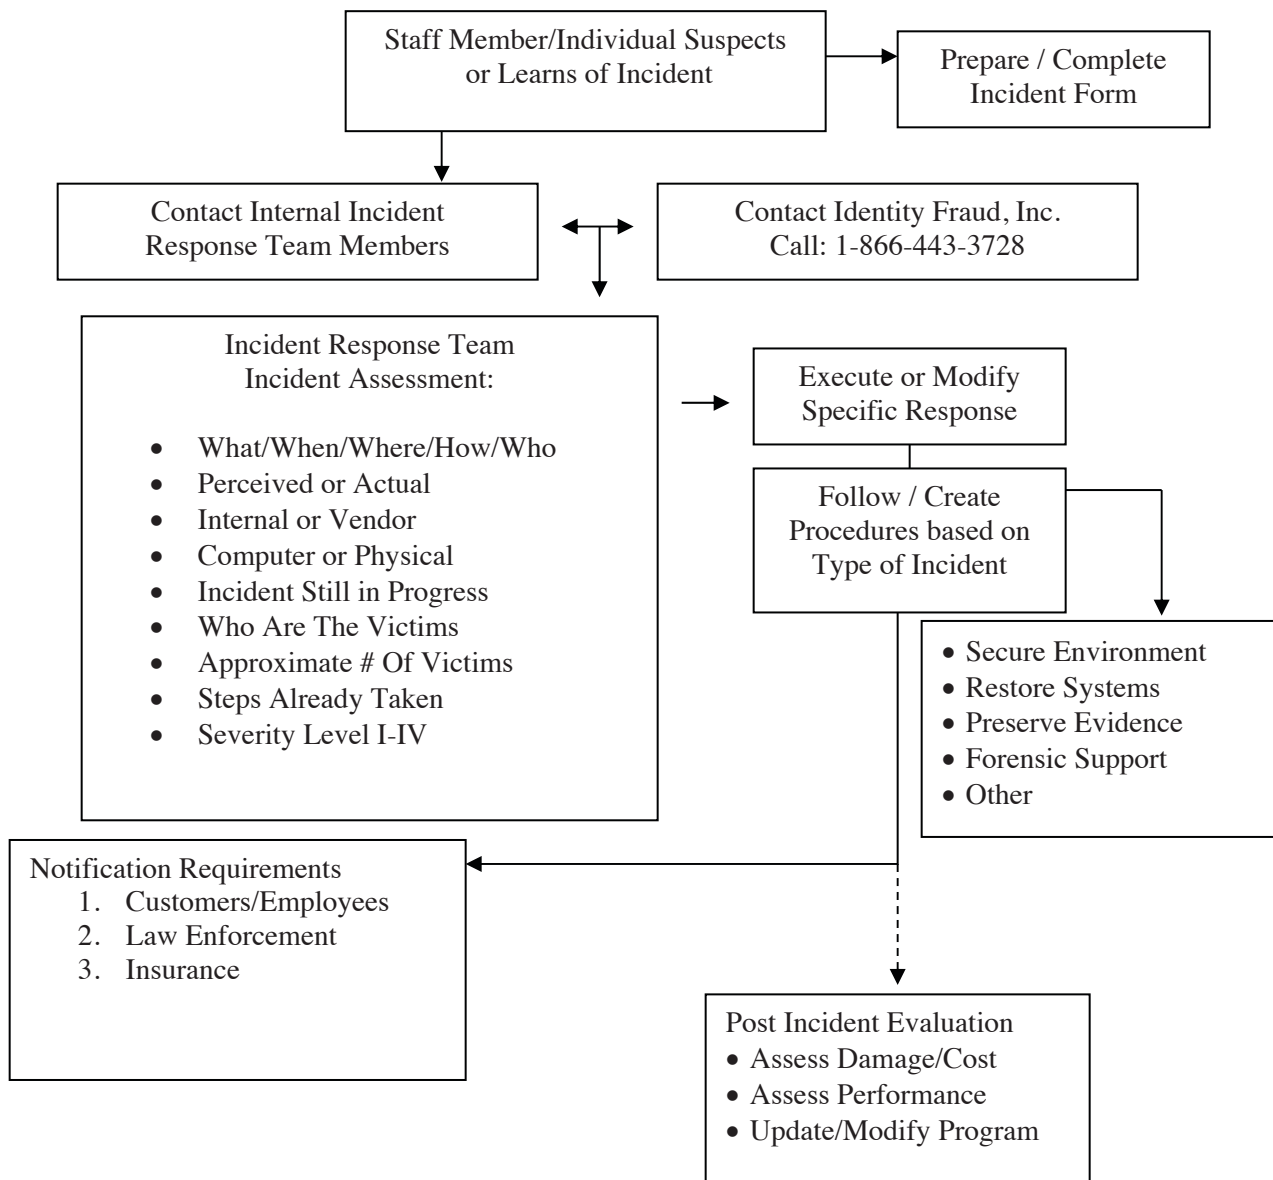 Staff Member/Individual Suspects
or Learns of Incident
Prepare / Complete
Incident Form
Contact Internal Incident
Response Team Members
Contact Identity Fraud, Inc.
Call: 1-866-443-3728
Incident Response Team
Incident Assessment:
• What/When/Where/How/Who
• Perceived or Actual
• Internal or Vendor
• Computer or Physical
• Incident Still in Progress
• Who Are The Victims
• Approximate # Of Victims
• Steps Already Taken
• Severity Level I-IV
Execute or Modify
Specific Response
Follow / Create
Procedures based on
Type of Incident
• Secure Environment
• Restore Systems
• Preserve Evidence
• Forensic Support
• Other
Notification Requirements
1. Customers/Employees
2. Law Enforcement
3. Insurance
Post Incident Evaluation
• Assess Damage/Cost
• Assess Performance
• Update/Modify Program